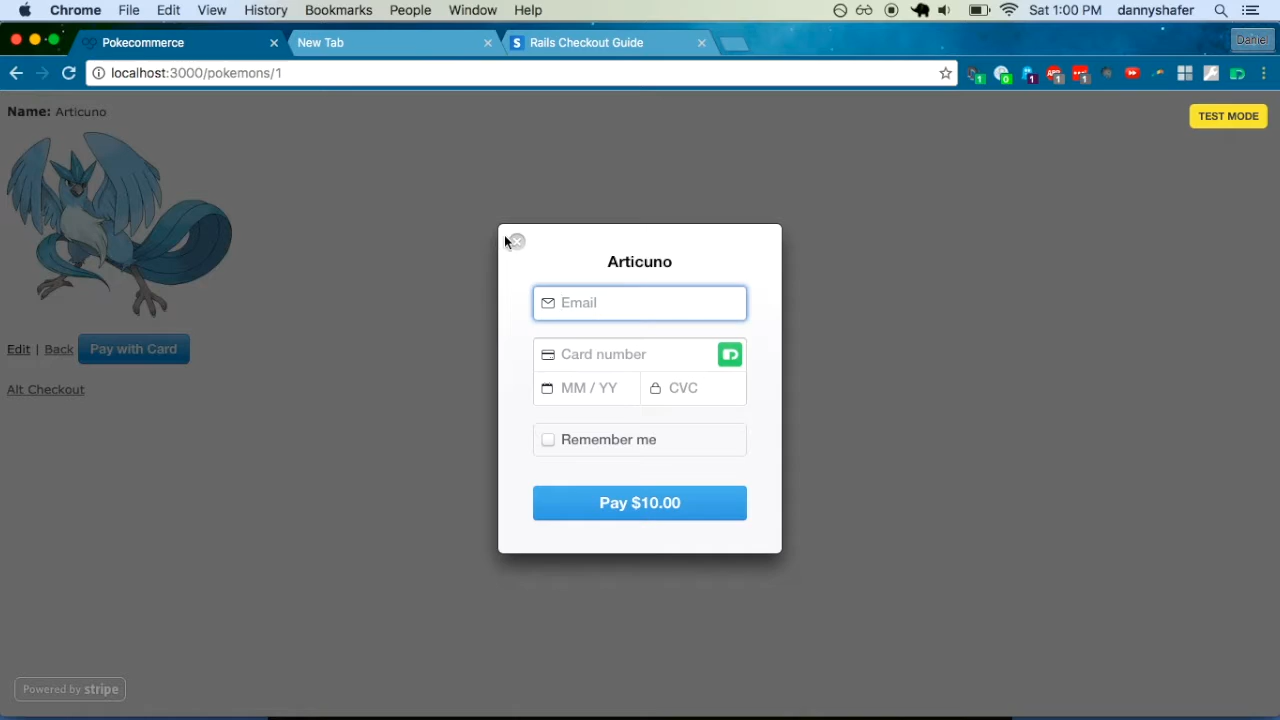 Chrome File Edit View History Bookmarks People Window Help Sat 1:00 PM dannyshafer
Pokecommerce New Tab S Rails Checkout Guide Daniel
localhost:3000/pokemons/1
Name: Articuno
TEST MODE
Articuno
Email
Card number
MM / YY CVC
Remember me
Pay $10.00
Edit | Back Pay with Card
Alt Checkout
Powered by stripe